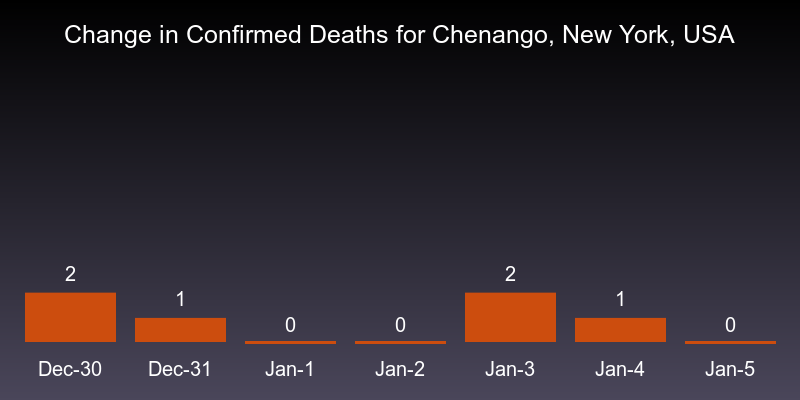 Change in Confirmed Deaths for Chenango, New York, USA
2
1
0
0
2
1
0
Dec-30
Dec-31
Jan-1
Jan-2
Jan-3
Jan-4
Jan-5